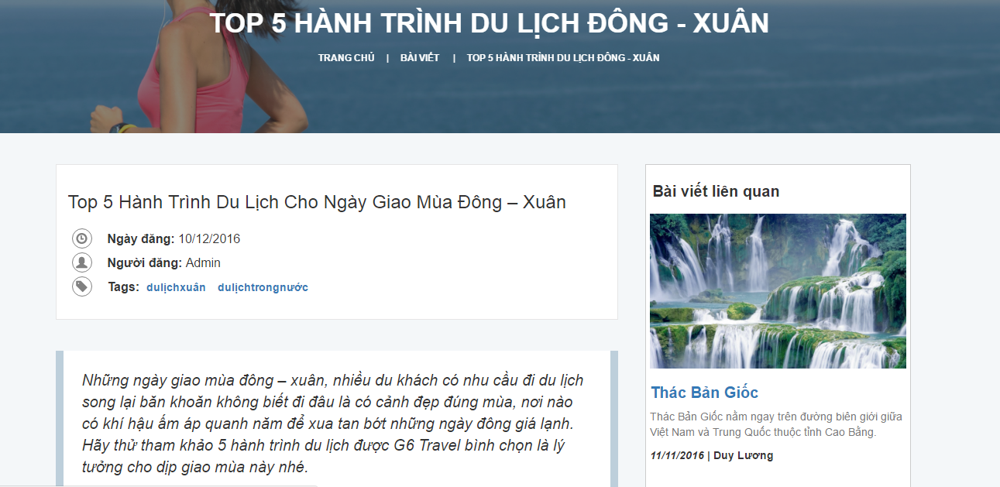 TOP 5 HÀNH TRÌNH DU LỊCH ĐÔNG - XUÂN
TRANG CHỦ | BÀI VIẾT | TOP 5 HÀNH TRÌNH DU LỊCH ĐÔNG - XUÂN
Top 5 Hành Trình Du Lịch Cho Ngày Giao Mùa Đông – Xuân
Ngày đăng: 10/12/2016
Người đăng: Admin
Tags: dulịchxuân dulịchtrongnước
Những ngày giao mùa đông – xuân, nhiều du khách có nhu cầu đi du lịch
song lại băn khoăn không biết đi đâu là có cảnh đẹp đúng mùa, nơi nào
có khí hậu ấm áp quanh năm để xua tan bớt những ngày đông giá lạnh.
Hãy thử tham khảo 5 hành trình du lịch được G6 Travel bình chọn là lý
tưởng cho dịp giao mùa này nhé.
Bài viết liên quan
Thác Bản Giốc
Thác Bản Giốc nằm ngay trên đường biên giới giữa
Việt Nam và Trung Quốc thuộc tỉnh Cao Bằng.
11/11/2016 | Duy Lương